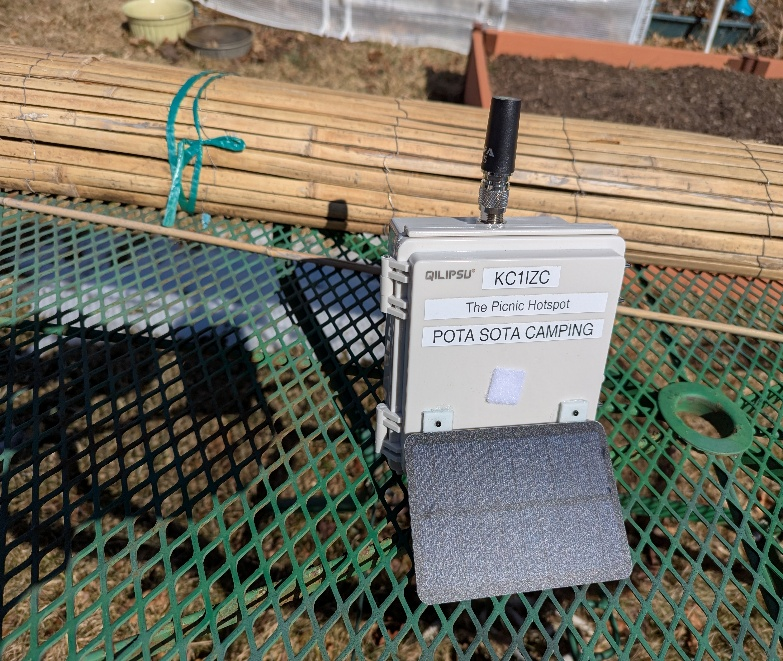 QILIPSU®
KC1IZC
The Picnic Hotspot
POTA SOTA CAMPING